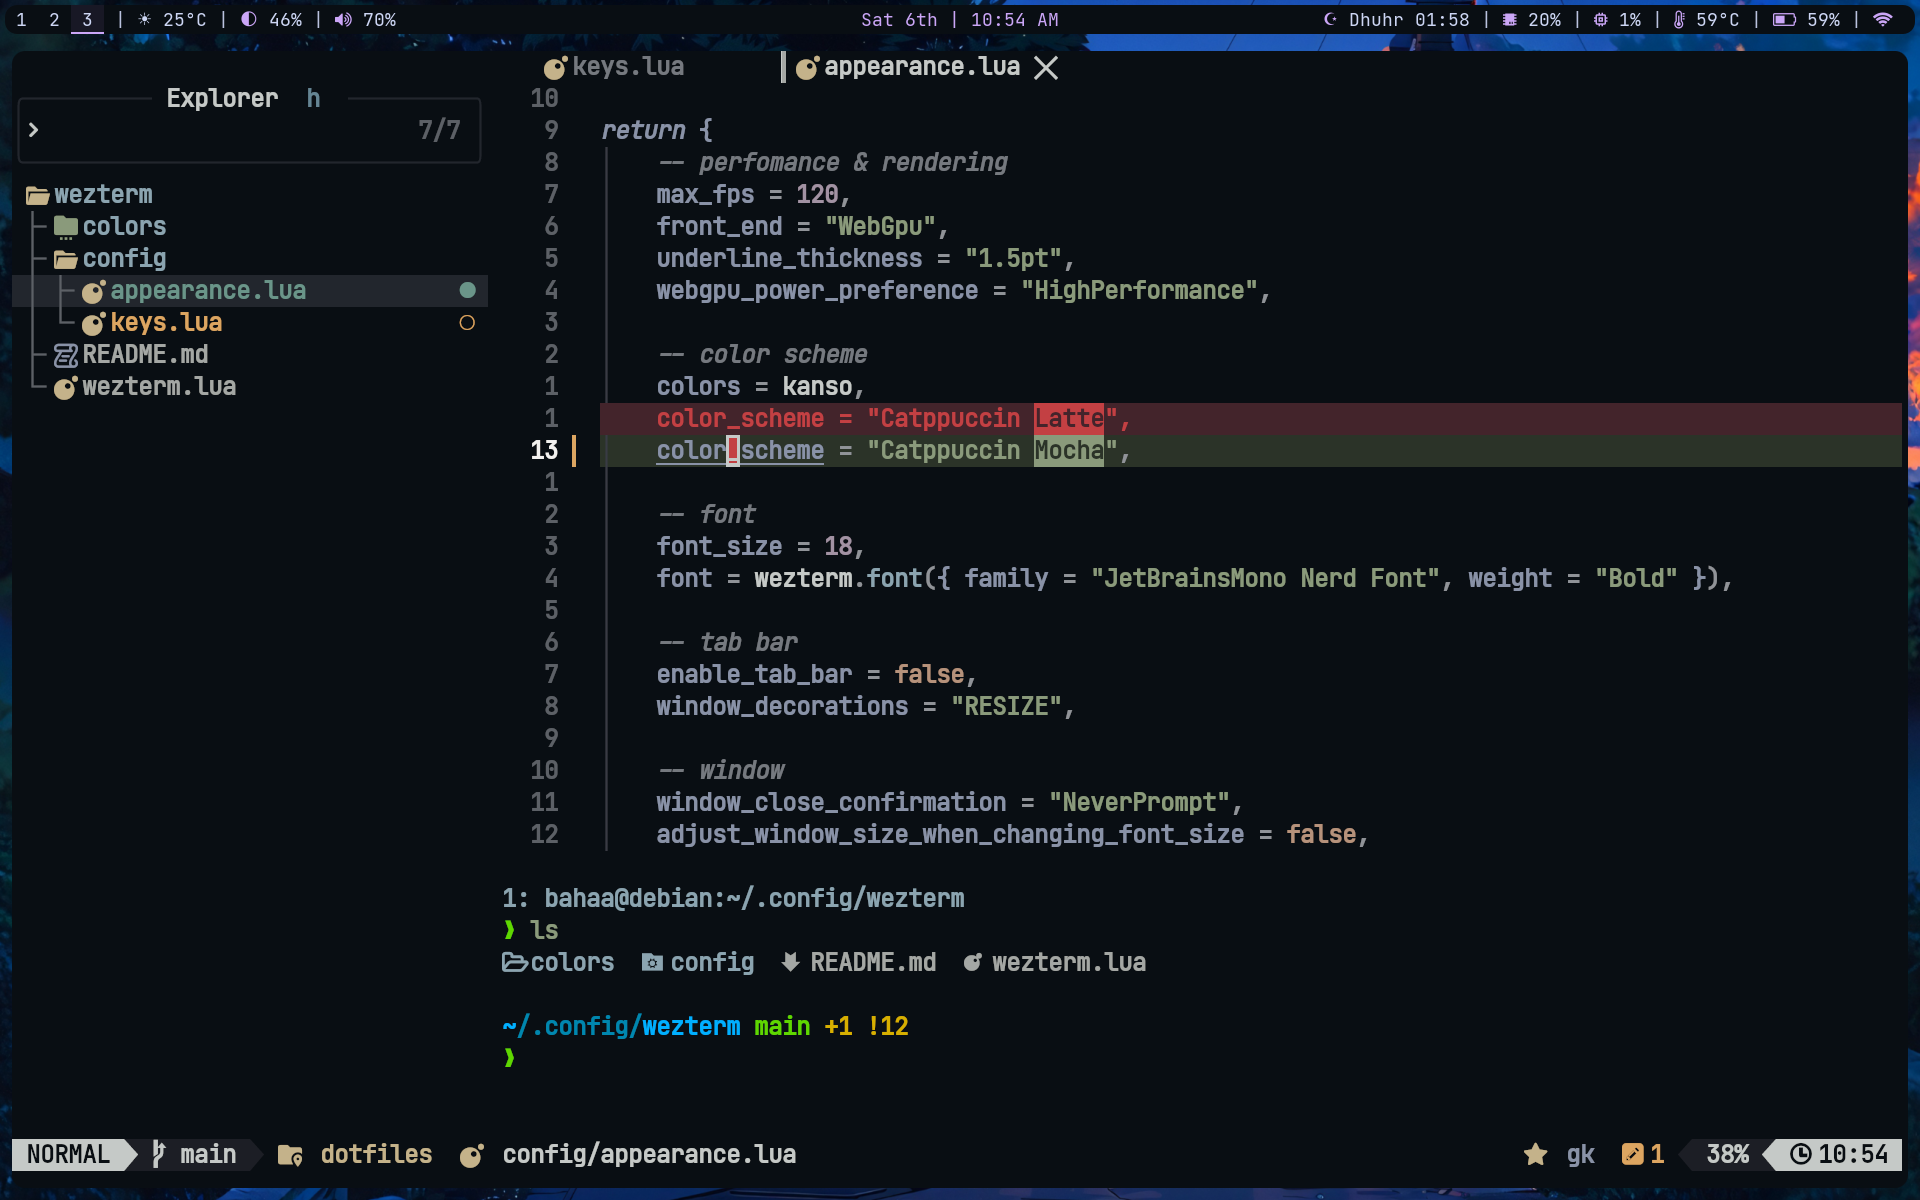 1 2 3 | 25°C | 46% | 70%
Sat 6th | 10:54 AM
Dhuhr 01:58 | 20% | 1% | 59°C | 59% |
Explorer h
> 7/7
wezterm
colors
config
appearance.lua
keys.lua
README.md
wezterm.lua
keys.lua appearance.lua
10
9 return {
8 -- perfomance & rendering
7 max_fps = 120,
6 front_end = "WebGpu",
5 underline_thickness = "1.5pt",
4 webgpu_power_preference = "HighPerformance",
3
2 -- color scheme
1 colors = kanso,
1 color_scheme = "Catppuccin Latte",
13 color_scheme = "Catppuccin Mocha",
1
2 -- font
3 font_size = 18,
4 font = wezterm.font({ family = "JetBrainsMono Nerd Font", weight = "Bold" }),
5
6 -- tab bar
7 enable_tab_bar = false,
8 window_decorations = "RESIZE",
9
10 -- window
11 window_close_confirmation = "NeverPrompt",
12 adjust_window_size_when_changing_font_size = false,
1: bahaa@debian:~/.config/wezterm
❱ ls
colors config README.md wezterm.lua
~/.config/wezterm main +1 !12
❱
NORMAL main dotfiles config/appearance.lua gk 1 38% 10:54